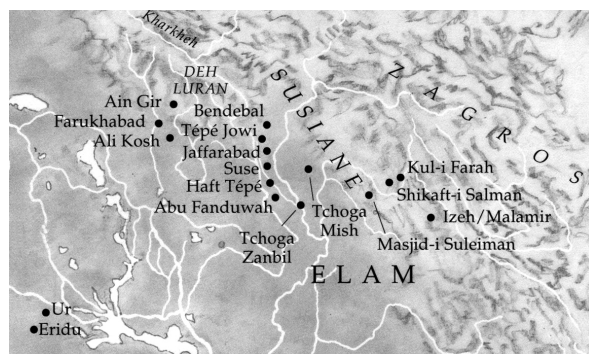 Kharkheh
DEH
LURAN
SUSIANE
ZAGROS
Ain Gir
Farukhabad
Ali Kosh
Bendebal
Tépé Jowi
Jaffarabad
Suse
Haft Tépé
Abu Fanduwah
Tchoga
Zanbil
Tchoga
Mish
Kul-i Farah
Shikaft-i Salman
Izeh/Malamir
Masjid-i Suleiman
ELAM
Ur
Eridu